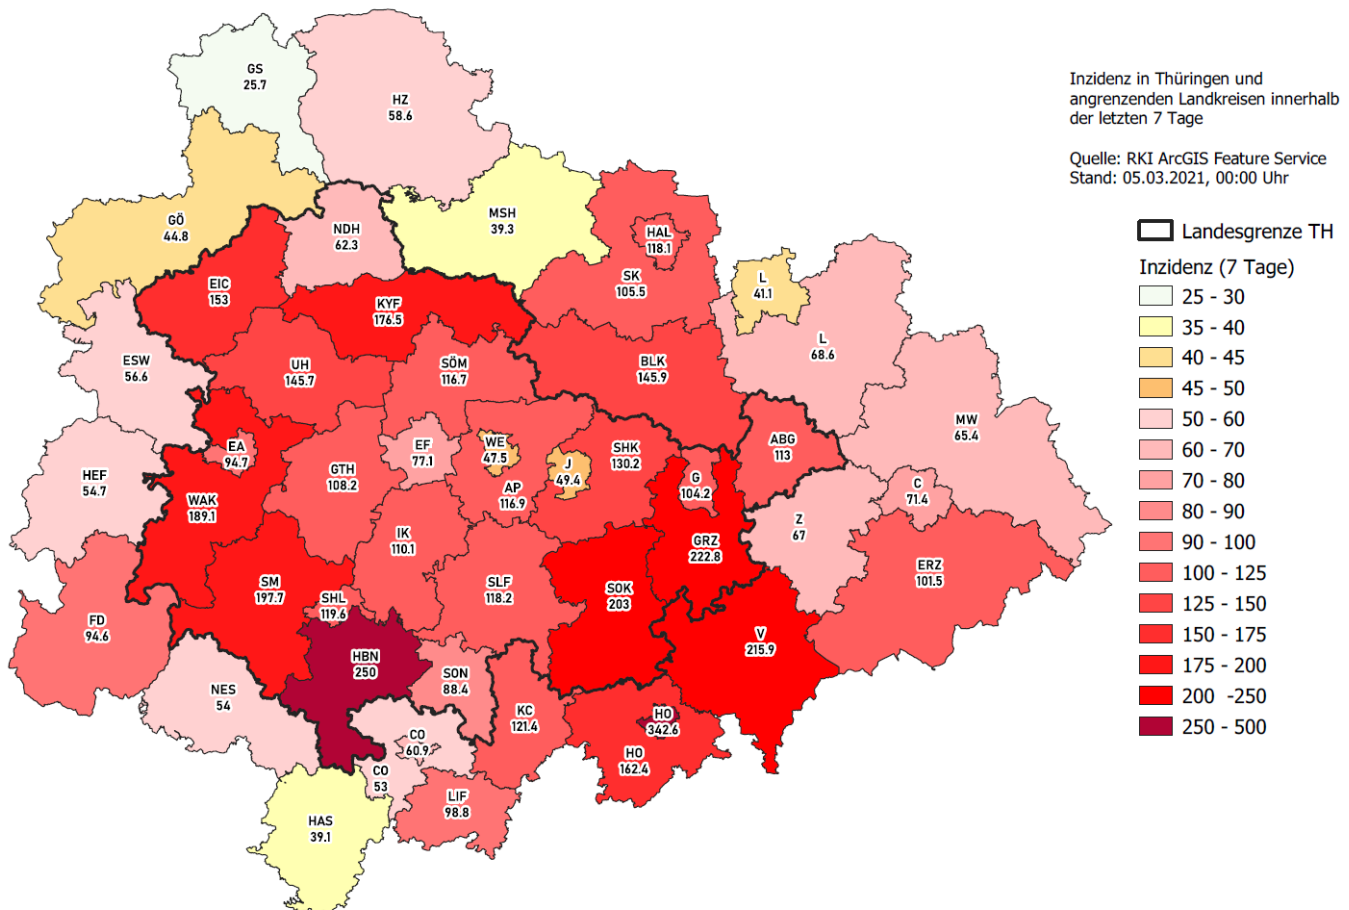 Inzidenz in Thüringen und
angrenzenden Landkreisen innerhalb
der letzten 7 Tage
Quelle: RKI ArcGIS Feature Service
Stand: 05.03.2021, 00:00 Uhr
Landesgrenze TH
Inzidenz (7 Tage)
25 - 30
35 - 40
40 - 45
45 - 50
50 - 60
60 - 70
70 - 80
80 - 90
90 - 100
100 - 125
125 - 150
150 - 175
175 - 200
200 -250
250 - 500
GS
25.7
HZ
58.6
GÖ
44.8
NDH
62.3
MSH
39.3
HAL
118.1
SK
105.5
L
41.1
L
68.6
EIC
153
KYF
176.5
ESW
56.6
UH
145.7
SÖM
116.7
BLK
145.9
MW
65.4
EA
94.7
EF
77.1
WE
47.5
J
49.4
SHK
130.2
ABG
113
HEF
54.7
WAK
189.1
GTH
108.2
AP
116.9
G
104.2
C
71.4
Z
67
IK
110.1
GRZ
222.8
ERZ
101.5
SM
197.7
SHL
119.6
SLF
118.2
SOK
203
FD
94.6
V
215.9
HBN
250
SON
88.4
NES
54
KC
121.4
HO
342.6
CO
60.9
HO
162.4
CO
53
LIF
98.8
HAS
39.1